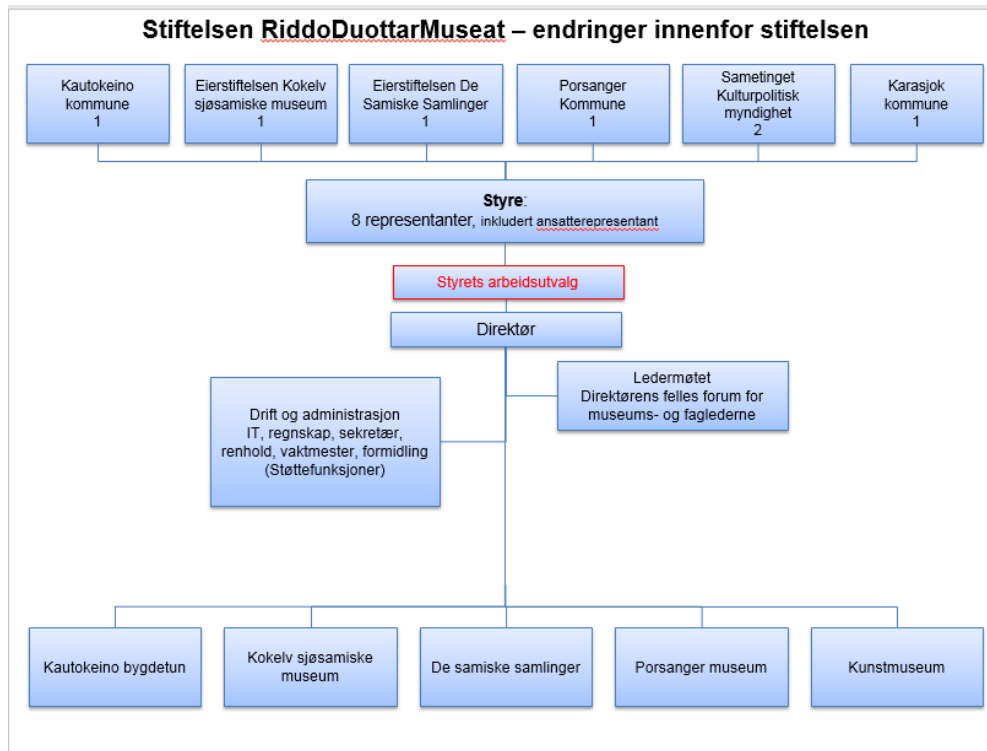 Stiftelsen RiddoDuottarMuseat – endringer innenfor stiftelsen
Kautokeino
kommune
1
Eierstiftelsen Kokelv
sjøsamiske museum
1
Eierstiftelsen De
Samiske Samlinger
1
Porsanger
Kommune
1
Sametinget
Kulturpolitisk
myndighet
2
Karasjok
kommune
1
Styre:
8 representanter, inkludert ansatterepresentant
Styrets arbeidsutvalg
Direktør
Ledermøtet
Direktørens felles forum for
museums- og faglederne
Drift og administrasjon
IT, regnskap, sekretær,
renhold, vaktmester, formidling
(Støttefunksjoner)
Kautokeino bygdetun
Kokelv sjøsamiske
museum
De samiske samlinger
Porsanger museum
Kunstmuseum